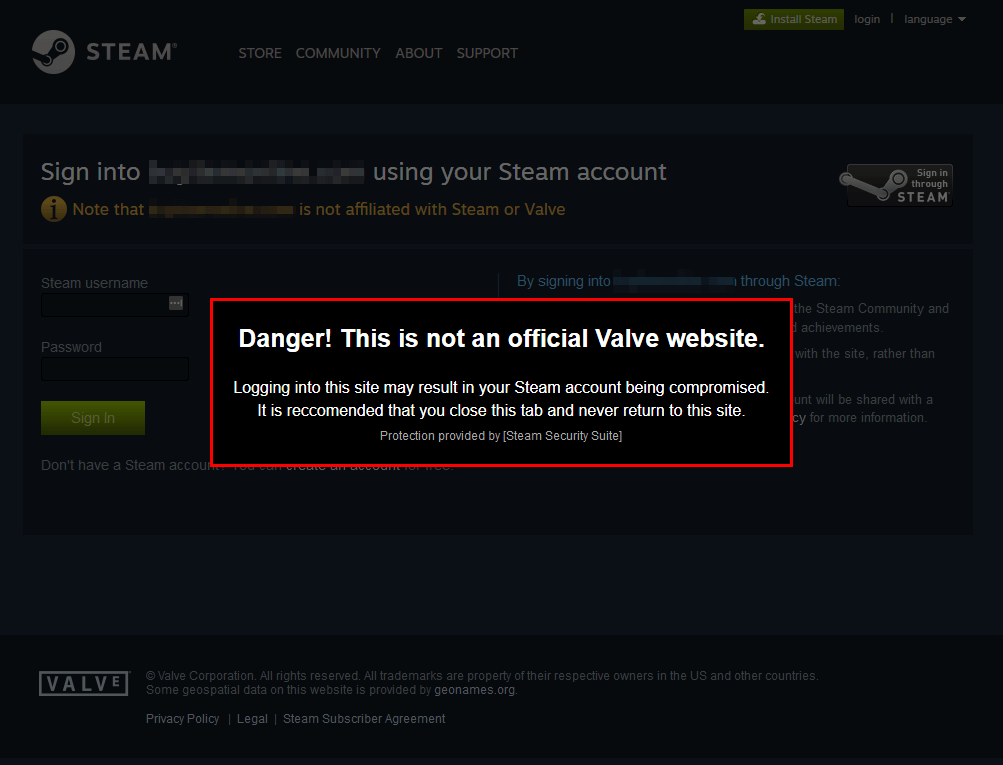 Install Steam login | language
STEAM®
STORE COMMUNITY ABOUT SUPPORT
Sign into using your Steam account
Note that is not affiliated with Steam or Valve
Sign in
through
STEAM
Steam username
Password
Sign In
Don't have a Steam account? You can create an account for free.
By signing into through Steam:
the Steam Community and
achievements.
with the site, rather than
will be shared with a
for more information.
Danger! This is not an official Valve website.
Logging into this site may result in your Steam account being compromised.
It is reccomended that you close this tab and never return to this site.
Protection provided by [Steam Security Suite]
VALVE
© Valve Corporation. All rights reserved. All trademarks are property of their respective owners in the US and other countries.
Some geospatial data on this website is provided by geonames.org.
Privacy Policy | Legal | Steam Subscriber Agreement